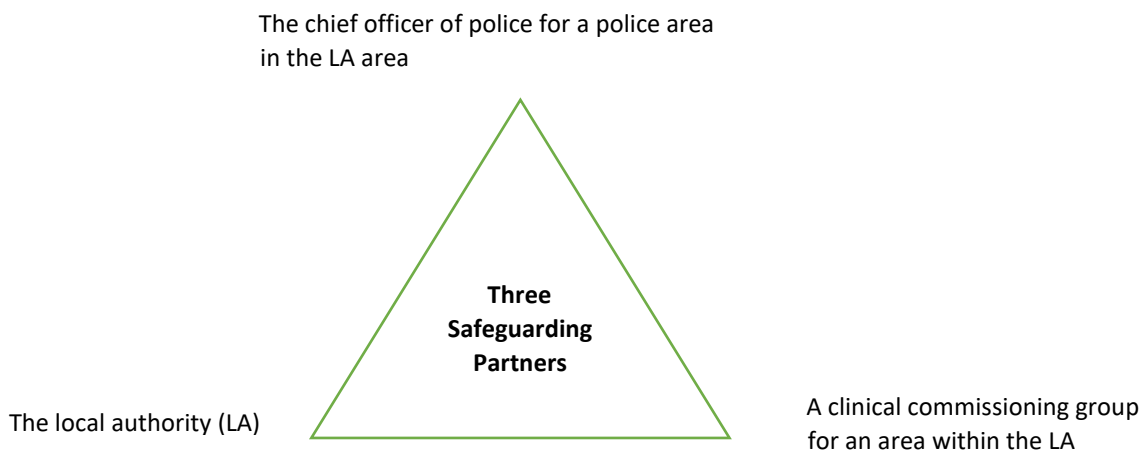 The chief officer of police for a police area
in the LA area
Three
Safeguarding
Partners
The local authority (LA)
A clinical commissioning group
for an area within the LA